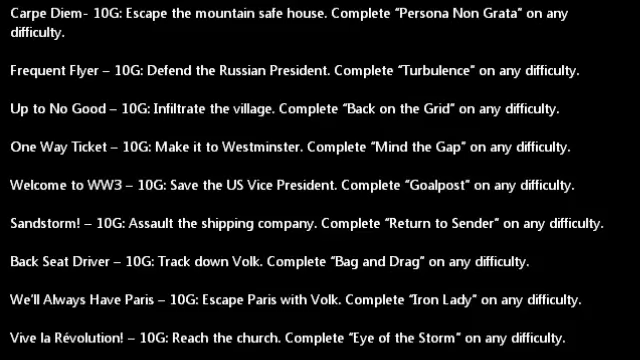 Carpe Diem- 10G: Escape the mountain safe house. Complete “Persona Non Grata” on any
difficulty.
Frequent Flyer – 10G: Defend the Russian President. Complete “Turbulence" on any difficulty.
Up to No Good – 10G: Infiltrate the village. Complete “Back on the Grid” on any difficulty.
One Way Ticket – 10G: Make it to Westminster. Complete “Mind the Gap” on any difficulty.
Welcome to WW3 – 10G: Save the US Vice President. Complete “Goalpost” on any difficulty.
Sandstorm! – 10G: Assault the shipping company. Complete “Return to Sender” on any difficulty.
Back Seat Driver – 10G: Track down Volk. Complete “Bag and Drag” on any difficulty.
We’ll Always Have Paris – 10G: Escape Paris with Volk. Complete “Iron Lady” on any difficulty.
Vive la Révolution! – 10G: Reach the church. Complete “Eye of the Storm” on any difficulty.